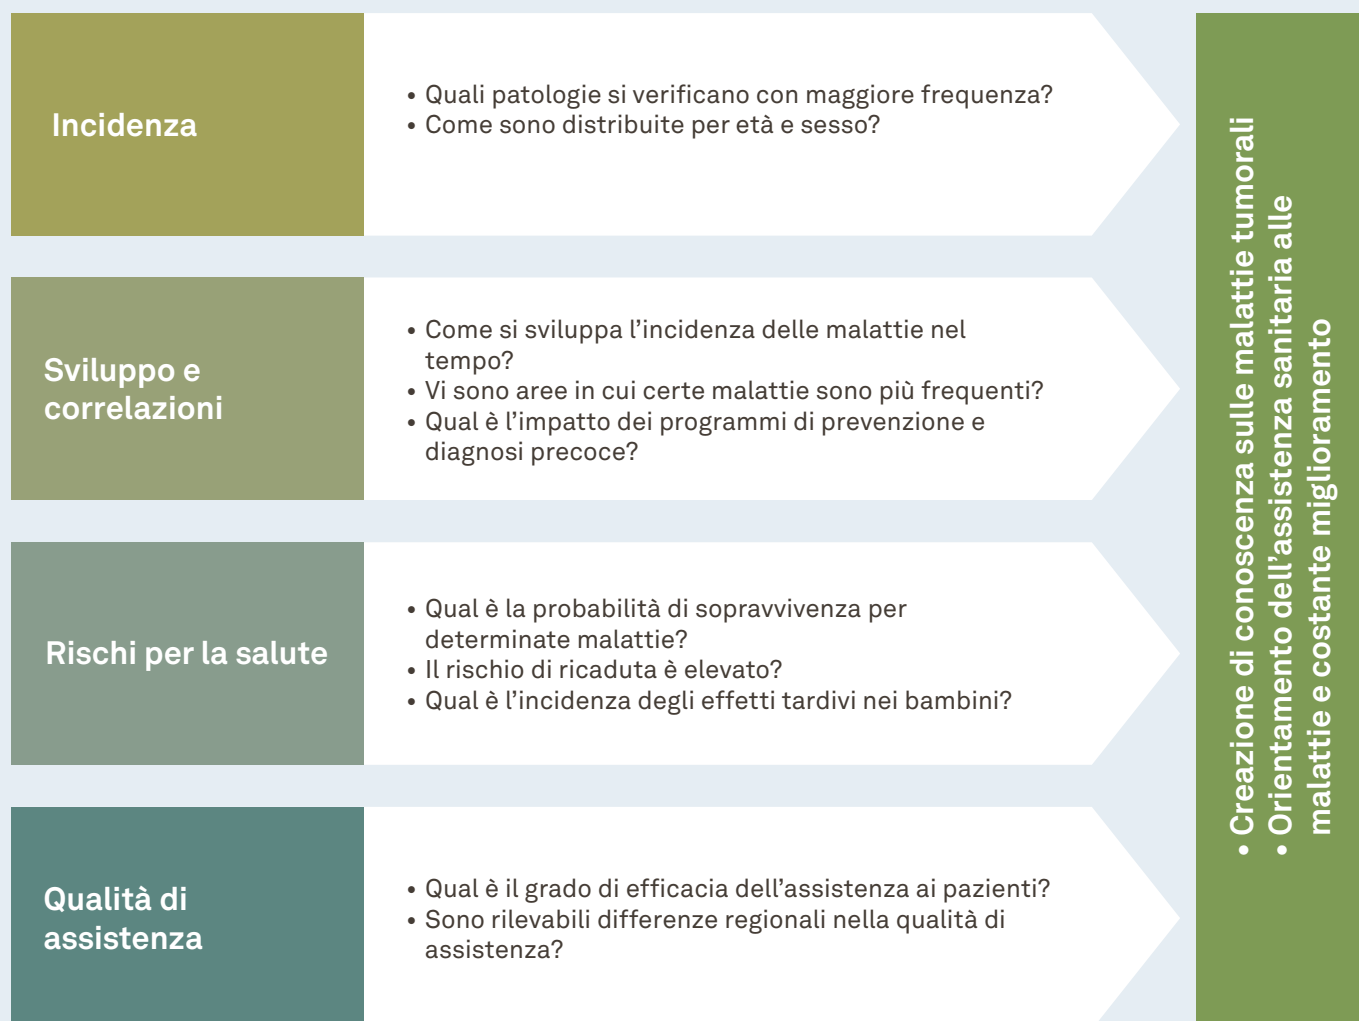 Incidenza
• Quali patologie si verificano con maggiore frequenza?
• Come sono distribuite per età e sesso?
Sviluppo e
correlazioni
• Come si sviluppa l’incidenza delle malattie nel
tempo?
• Vi sono aree in cui certe malattie sono più frequenti?
• Qual è l’impatto dei programmi di prevenzione e
diagnosi precoce?
Rischi per la salute
• Qual è la probabilità di sopravvivenza per
determinate malattie?
• Il rischio di ricaduta è elevato?
• Qual è l’incidenza degli effetti tardivi nei bambini?
Qualità di
assistenza
• Qual è il grado di efficacia dell’assistenza ai pazienti?
• Sono rilevabili differenze regionali nella qualità di
assistenza?
• Creazione di conoscenza sulle malattie tumorali
• Orientamento dell’assistenza sanitaria alle
malattie e costante miglioramento